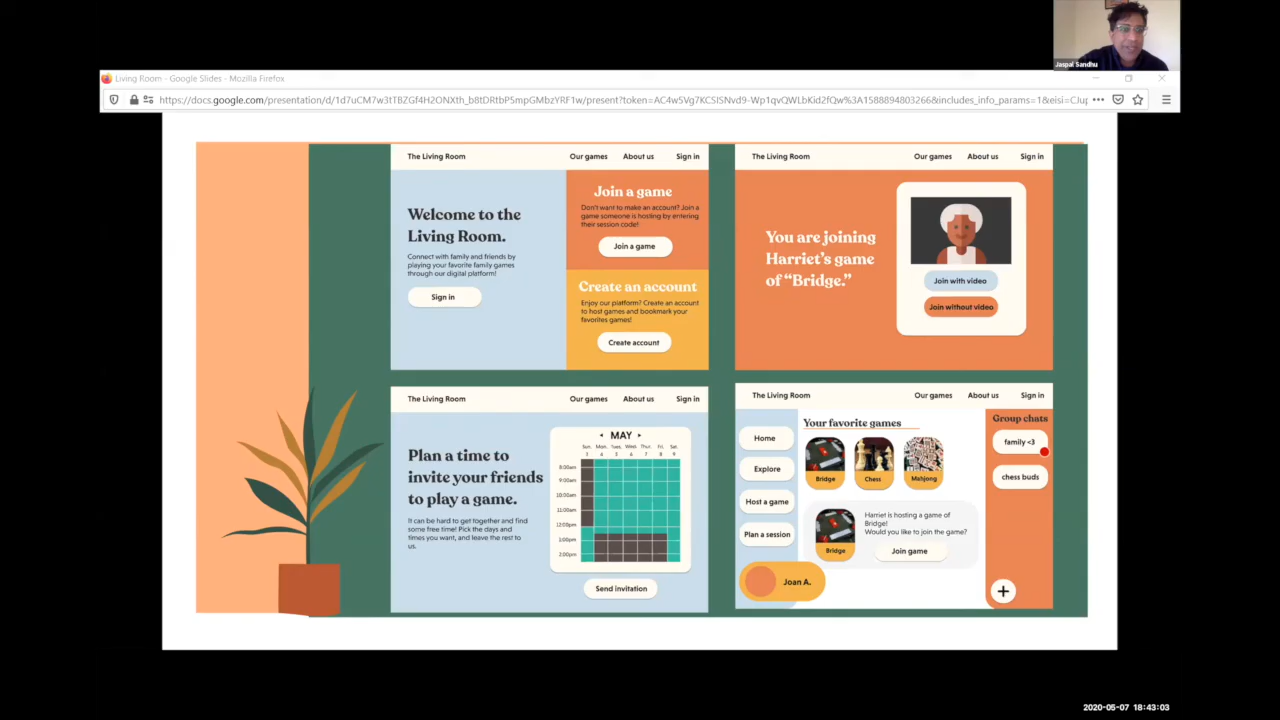 Jaspal Sandhu
Living Room - Google Slides - Mozilla Firefox
The Living Room
Our games
About us
Sign in
Welcome to the
Living Room.
Connect with family and friends by
playing your favorite family games
through our digital platform!
Sign in
Join a game
Don't want to make an account? Join a
game someone is hosting by entering
their session code!
Join a game
Create an account
Enjoy our platform? Create an account
to host games and bookmark your
favorites games!
Create account
The Living Room
Our games
About us
Sign in
You are joining
Harriet's game
of "Bridge."
Join with video
Join without video
The Living Room
Our games
About us
Sign in
Plan a time to
invite your friends
to play a game.
It can be hard to get together and find
some free time! Pick the days and
times you want, and leave the rest to
us.
MAY
Sun. Mon. Tues. Wed. Thur. Fri. Sat.
3 4 5 6 7 8 9
8:00am
9:00am
10:00am
11:00am
12:00pm
1:00pm
2:00pm
Send invitation
The Living Room
Our games
About us
Sign in
Home
Explore
Host a game
Plan a session
Joan A.
Your favorite games
Bridge
Chess
Mahjong
Harriet is hosting a game of
Bridge!
Would you like to join the game?
Bridge
Join game
Group chats
family <3
chess buds
+
2020-05-07 18:43:03